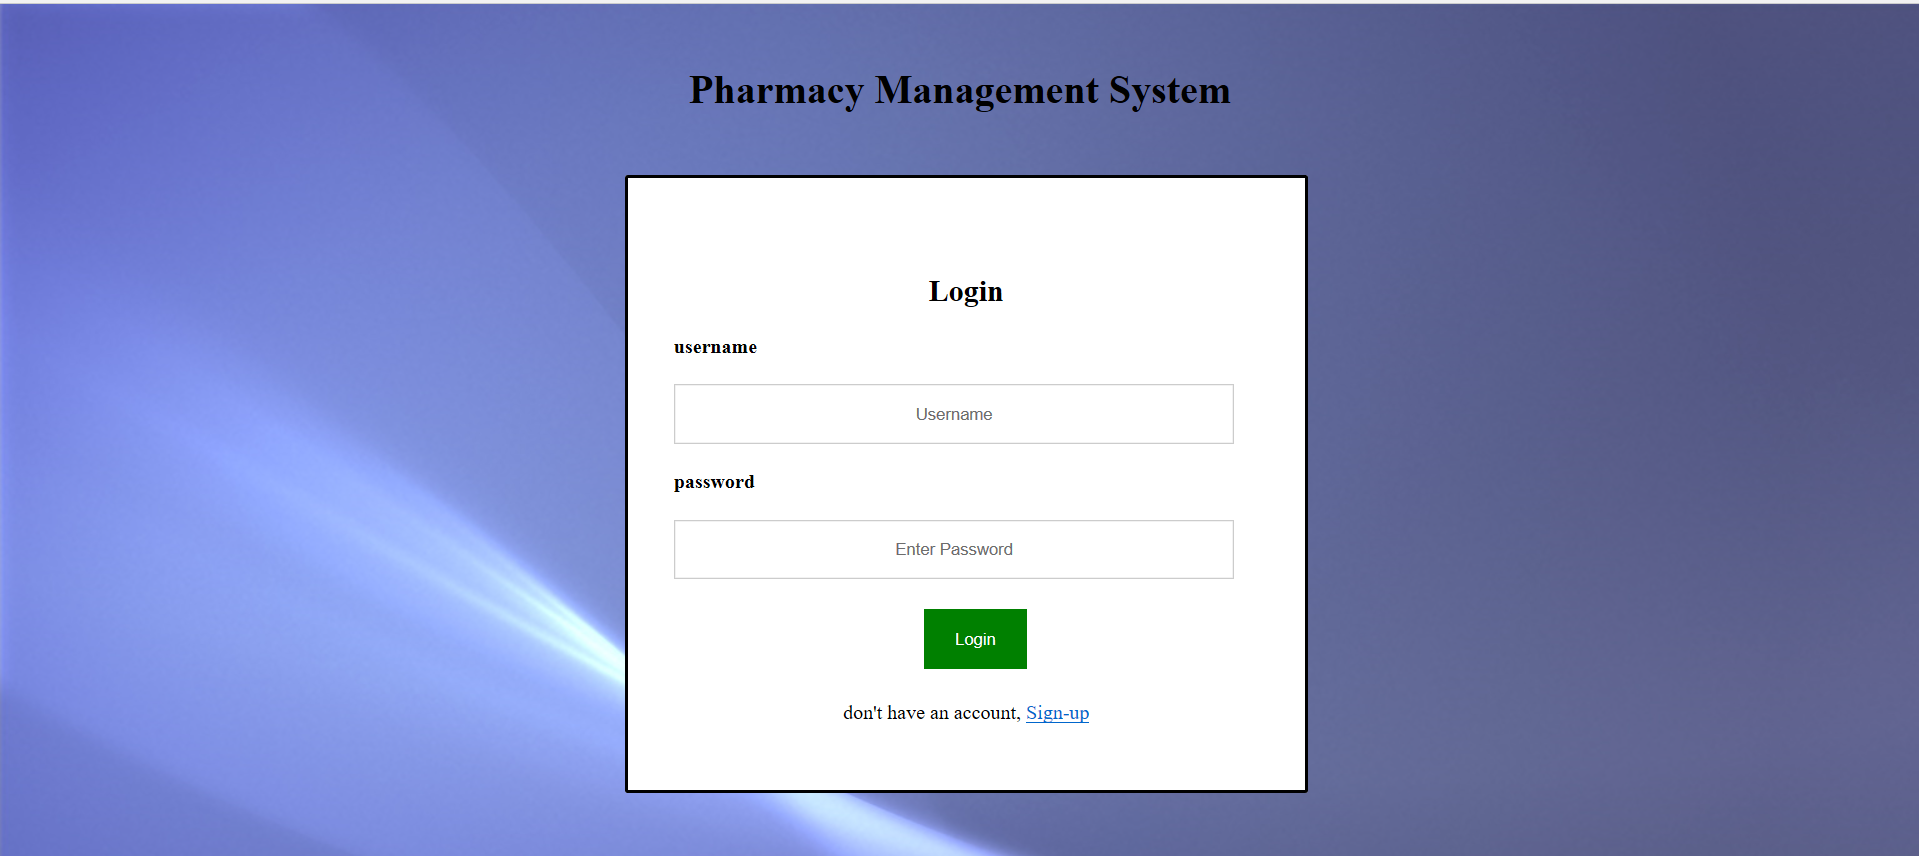 Pharmacy Management System
Login
username
Username
password
Enter Password
Login
don't have an account, Sign-up